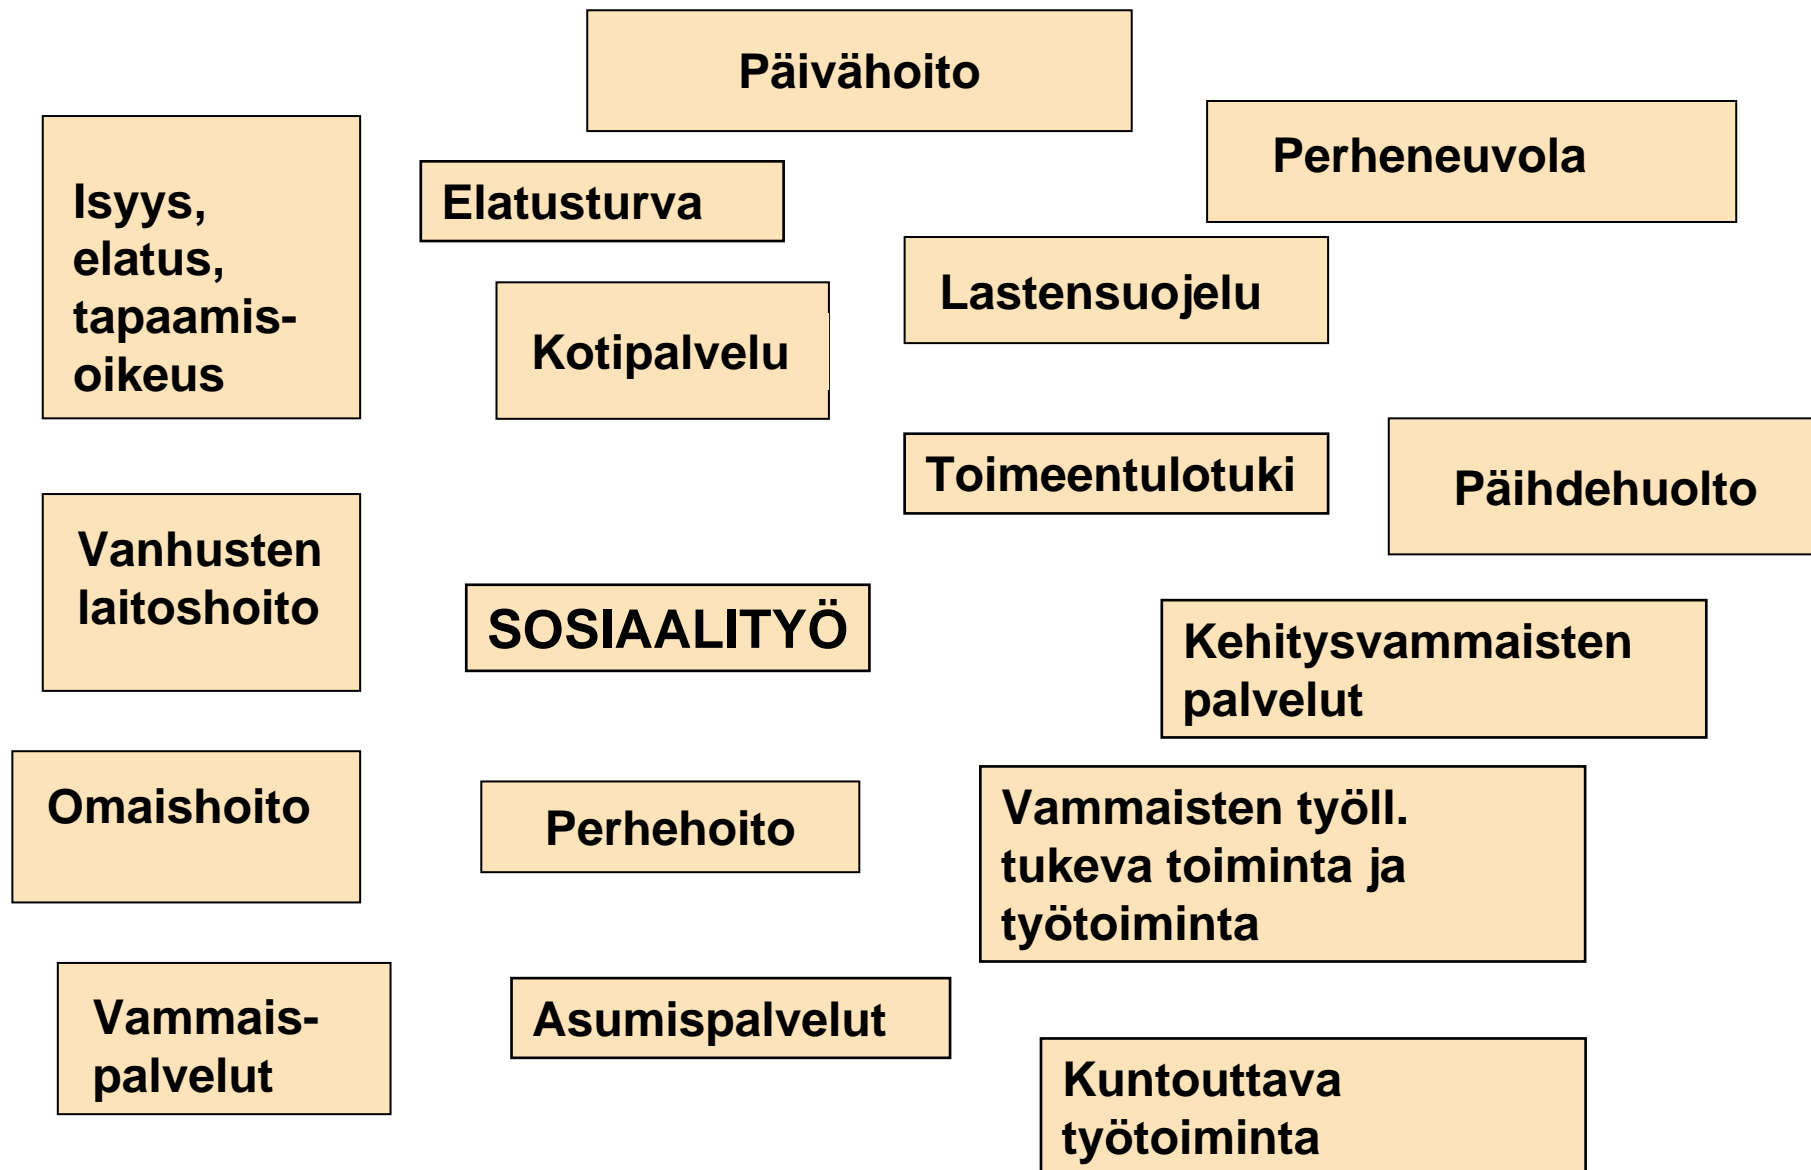 Päivähoito
Perheneuvola
Isyys,
elatus,
tapaamis-
oikeus
Elatusturva
Lastensuojelu
Kotipalvelu
Toimeentulotuki
Päihdehuolto
Vanhusten
laitoshoito
SOSIAALITYÖ
Kehitysvammaisten
palvelut
Omaishoito
Perhehoito
Vammaisten työll.
tukeva toiminta ja
työtoiminta
Vammais-
palvelut
Asumispalvelut
Kuntouttava
työtoiminta